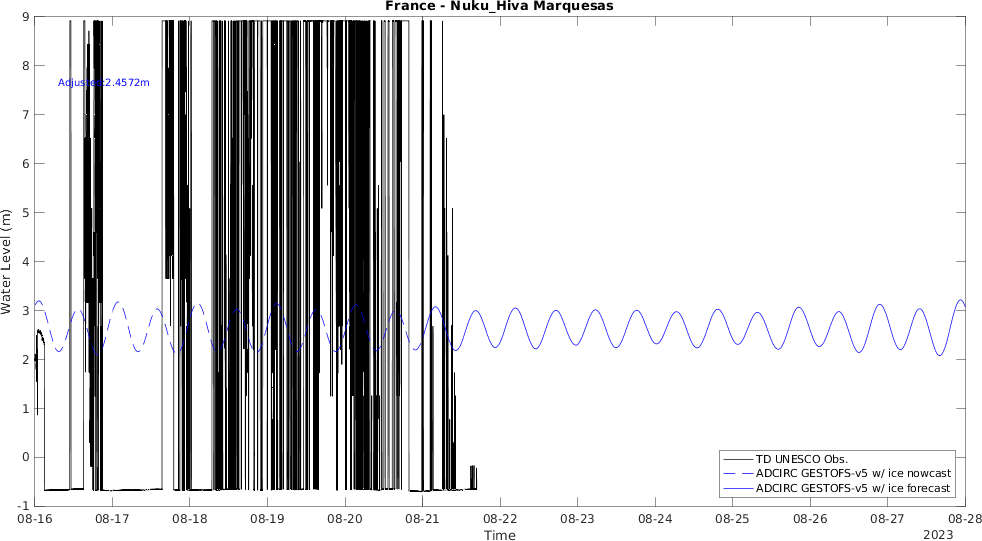 France - Nuku_Hiva Marquesas
9
8
7
6
5
4
3
2
1
0
-1
Water Level (m)
Adjusted:2.4572m
TD UNESCO Obs.
ADCIRC GESTOFS-v5 w/ ice nowcast
ADCIRC GESTOFS-v5 w/ ice forecast
08-16 08-17 08-18 08-19 08-20 08-21 08-22 08-23 08-24 08-25 08-26 08-27 08-28
Time
2023